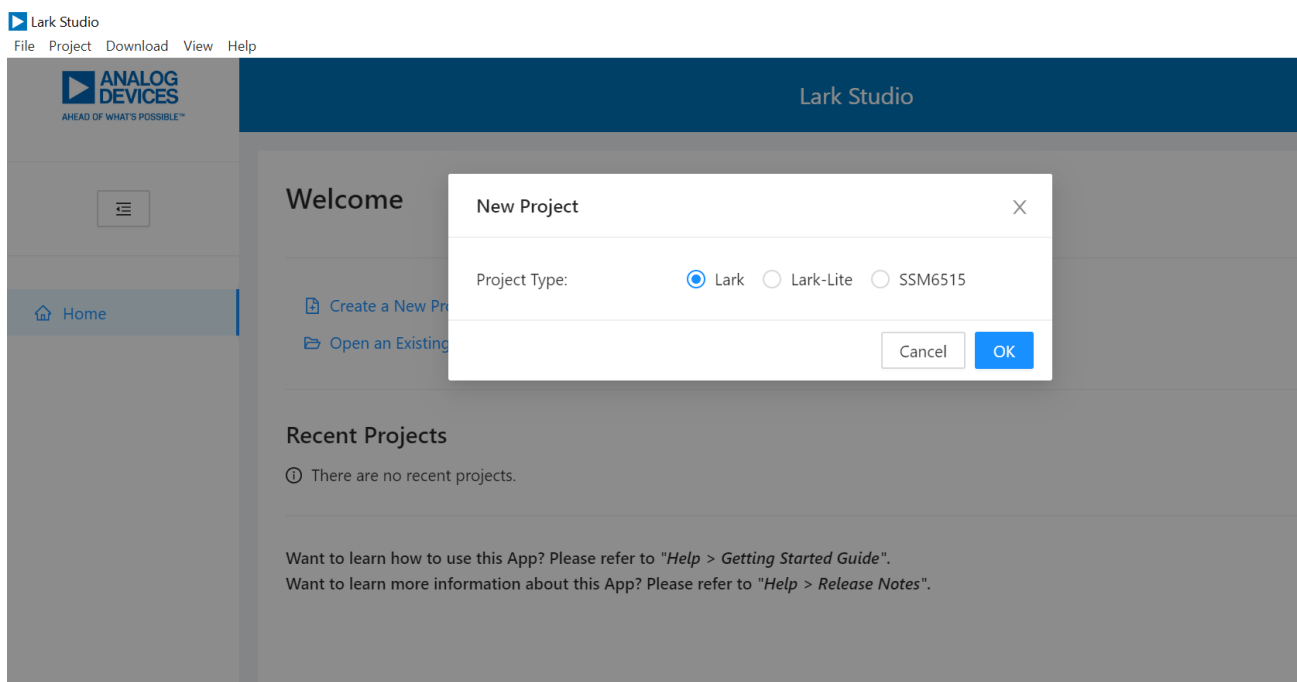 Lark Studio
File Project Download View Help
ANALOG
DEVICES
AHEAD OF WHAT'S POSSIBLE™
Lark Studio
Home
Welcome
Create a New Pro
Open an Existing
New Project
Project Type: Lark Lark-Lite SSM6515
Cancel OK
Recent Projects
There are no recent projects.
Want to learn how to use this App? Please refer to "Help > Getting Started Guide".
Want to learn more information about this App? Please refer to "Help > Release Notes".